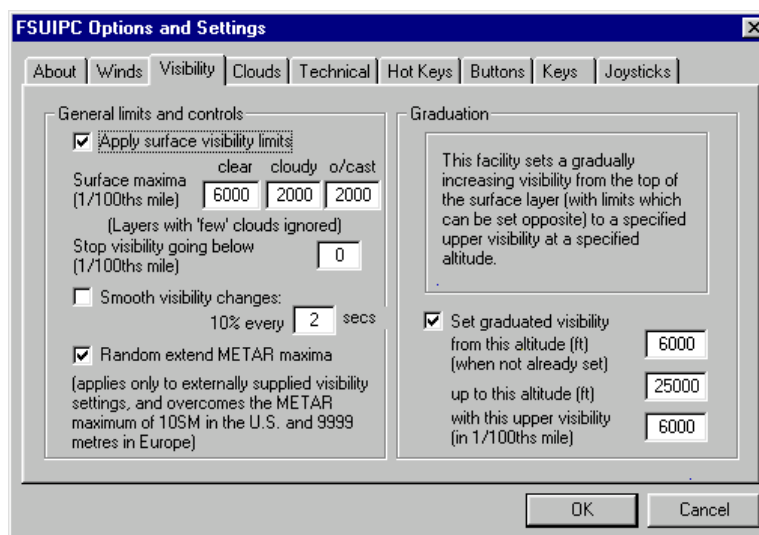 FSUIPC Options and Settings
About Winds Visibility Clouds Technical Hot Keys Buttons Keys Joysticks
General limits and controls
Apply surface visibility limits
clear cloudy o/cast
Surface maxima
(1/100ths mile) 6000 2000 2000
(Layers with 'few' clouds ignored)
Stop visibility going below
(1/100ths mile) 0
Smooth visibility changes:
10% every 2 secs
Random extend METAR maxima
(applies only to externally supplied visibility
settings, and overcomes the METAR
maximum of 10SM in the U.S. and 9999
metres in Europe)
Graduation
This facility sets a gradually
increasing visibility from the top of
the surface layer (with limits which
can be set opposite) to a specified
upper visibility at a specified
altitude.
Set graduated visibility
from this altitude (ft) 6000
(when not already set)
up to this altitude (ft) 25000
with this upper visibility
(in 1/100ths mile) 6000
OK Cancel